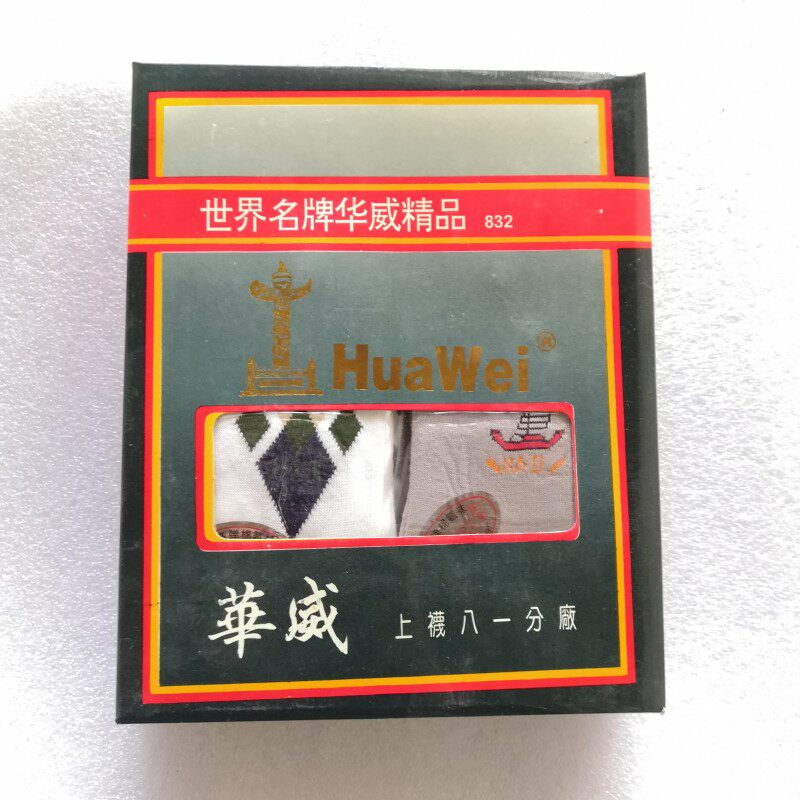 世界名牌华威精品 832
HuaWei®
華威 上襪八一分廠